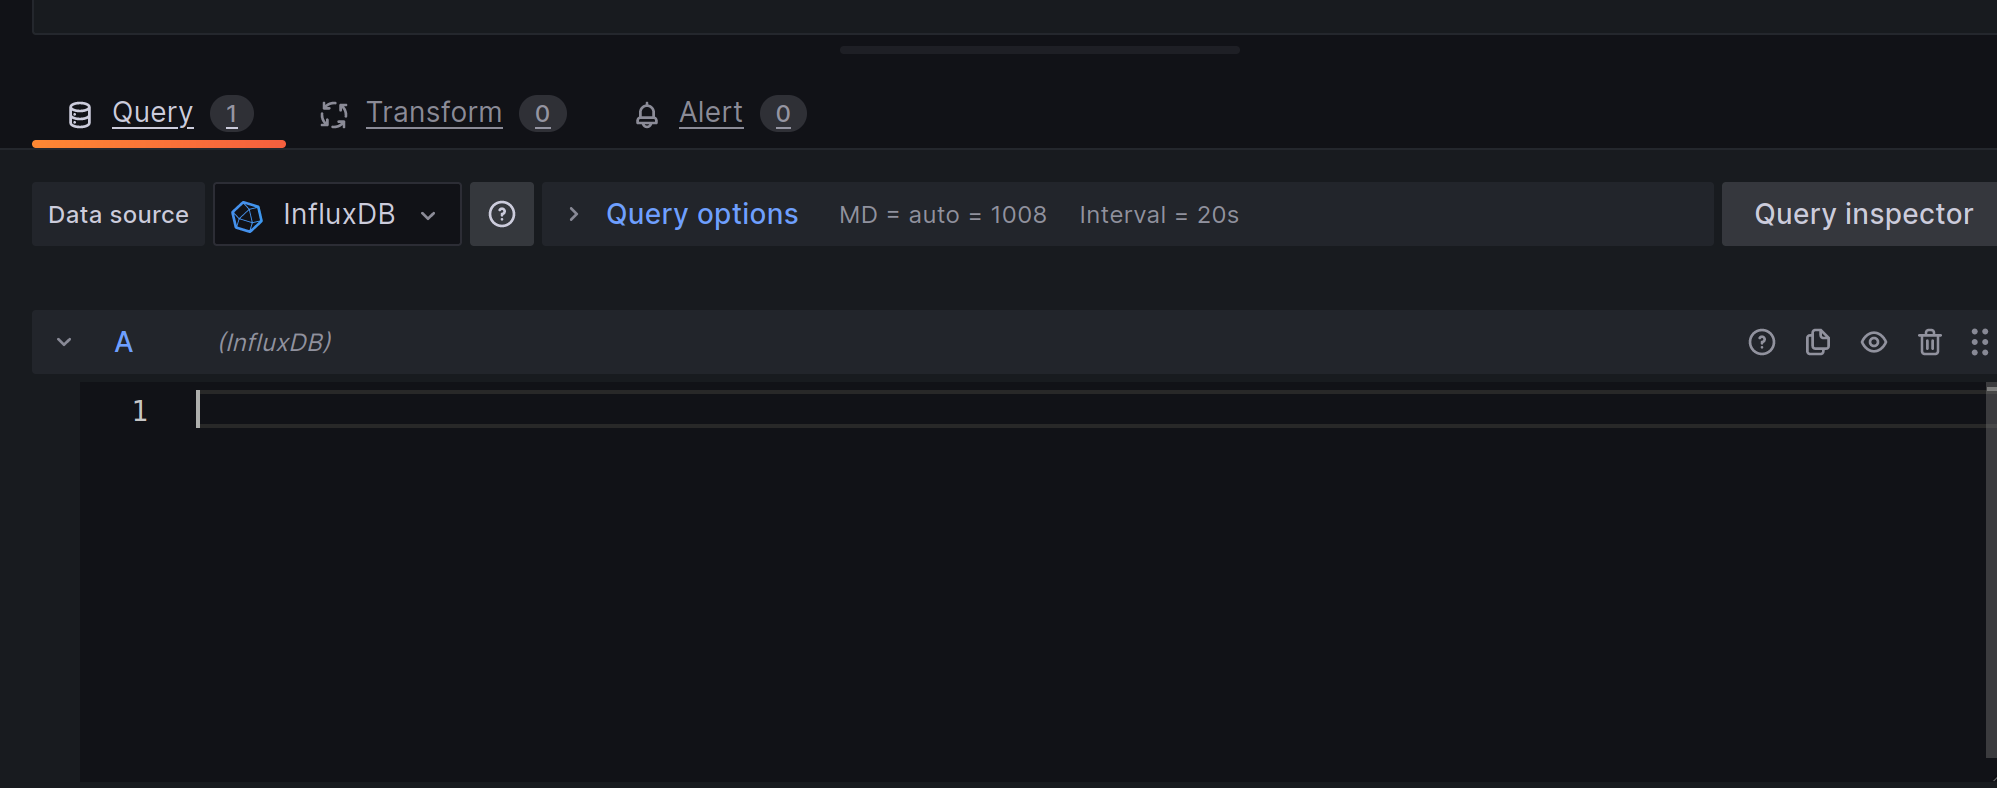 Query 1 Transform 0 Alert 0
Data source InfluxDB Query options MD = auto = 1008 Interval = 20s Query inspector
A (InfluxDB)
1